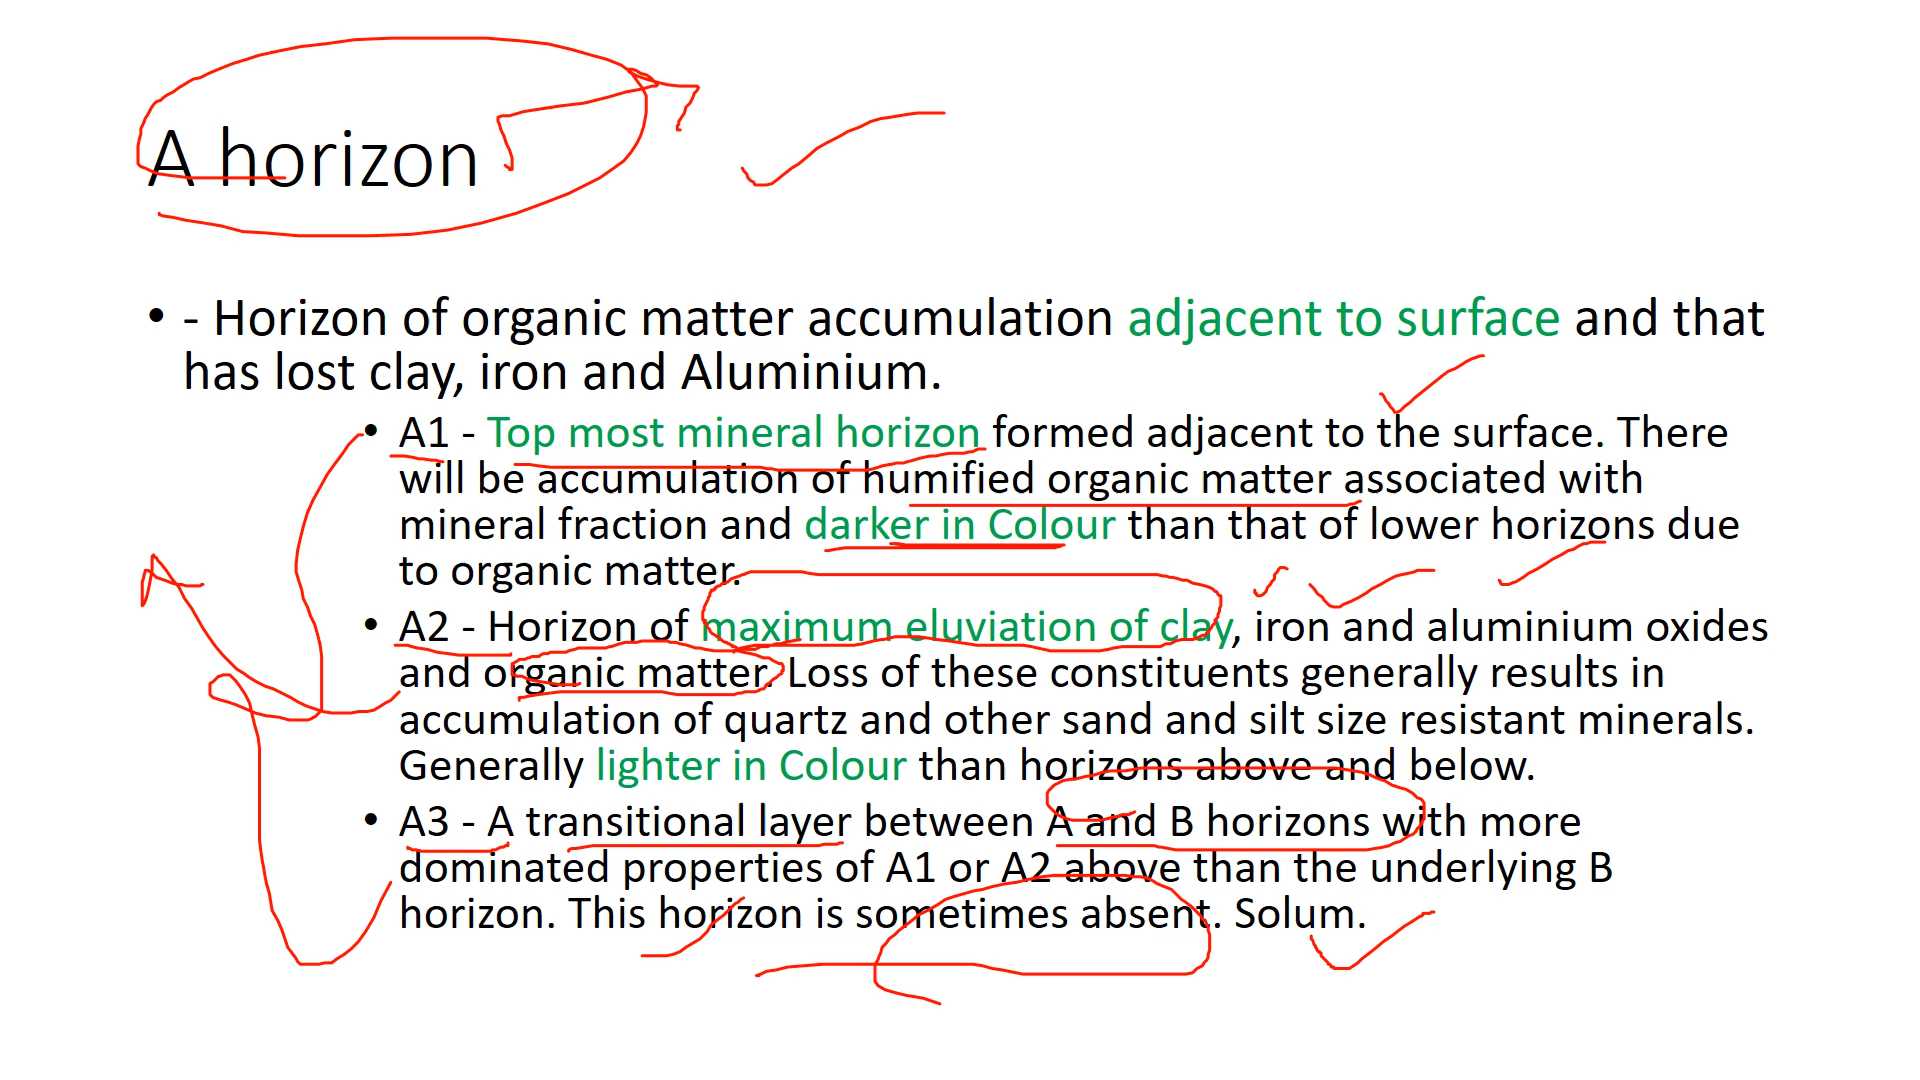 A horizon
• - Horizon of organic matter accumulation adjacent to surface and that
has lost clay, iron and Aluminium.
• A1 - Top most mineral horizon formed adjacent to the surface. There
will be accumulation of humified organic matter associated with
mineral fraction and darker in Colour than that of lower horizons due
to organic matter.
• A2 - Horizon of maximum eluviation of clay, iron and aluminium oxides
and organic matter. Loss of these constituents generally results in
accumulation of quartz and other sand and silt size resistant minerals.
Generally lighter in Colour than horizons above and below.
• A3 - A transitional layer between A and B horizons with more
dominated properties of A1 or A2 above than the underlying B
horizon. This horizon is sometimes absent. Solum.